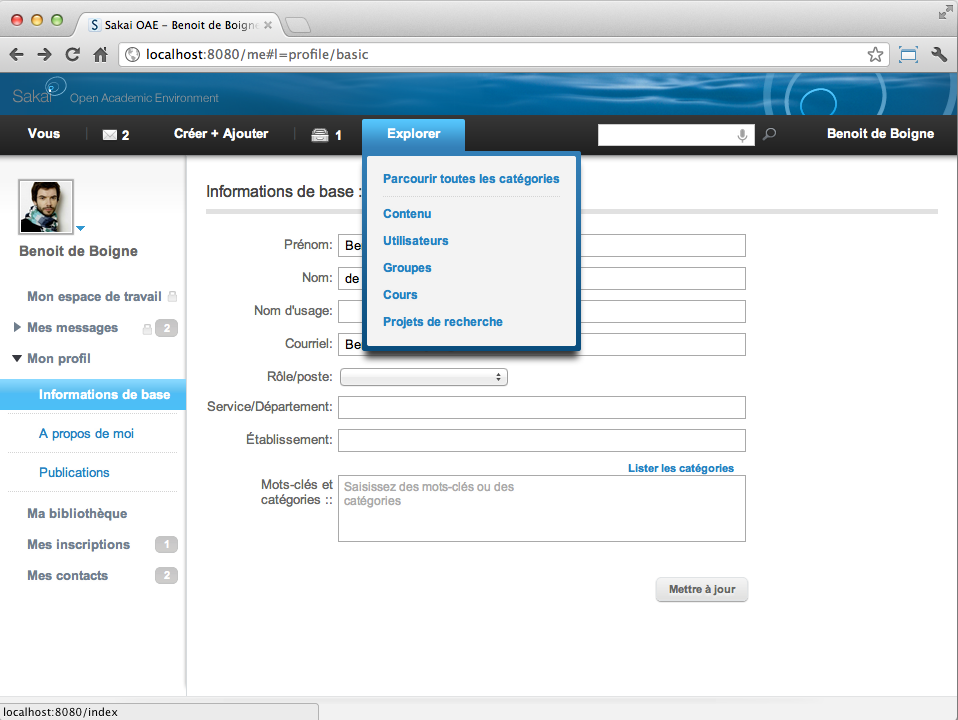 Sakai OAE – Benoit de Boigne
localhost:8080/me#l=profile/basic
Sakai Open Academic Environment
Vous 2 Créer + Ajouter 1 Explorer Benoit de Boigne
Parcourir toutes les catégories
Contenu
Utilisateurs
Groupes
Cours
Projets de recherche
Benoit de Boigne
Mon espace de travail
Mes messages 2
Mon profil
Informations de base
A propos de moi
Publications
Ma bibliothèque
Mes inscriptions 1
Mes contacts 2
Informations de base :
Prénom: Be
Nom: de
Nom d'usage:
Courriel: Be
Rôle/poste:
Service/Département:
Établissement:
Lister les catégories
Mots-clés et
catégories ::
Saisissez des mots-clés ou des
catégories
Mettre à jour
localhost:8080/index